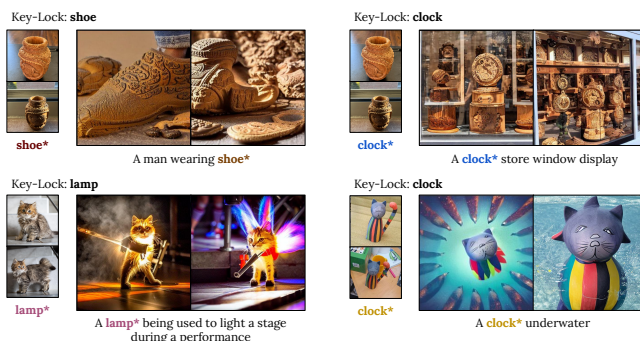 Key-Lock: shoe
shoe*
A man wearing shoe*
Key-Lock: clock
clock*
A clock* store window display
Key-Lock: lamp
lamp*
A lamp* being used to light a stage
during a performance
Key-Lock: clock
clock*
A clock* underwater